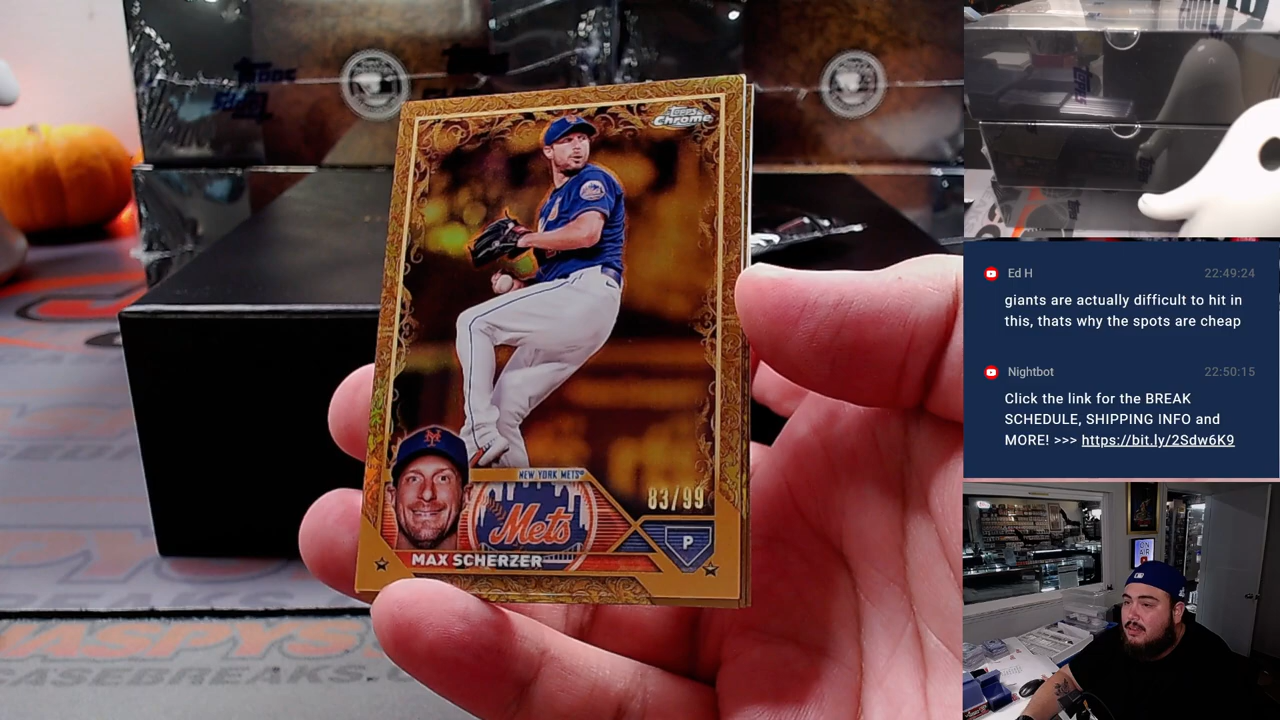 Topps
Chrome
NEW YORK METS
Mets
83/99
P
MAX SCHERZER
CASEBREAKS.
Ed H
22:49:24
giants are actually difficult to hit in
this, thats why the spots are cheap
Nightbot
22:50:15
Click the link for the BREAK
SCHEDULE, SHIPPING INFO and
MORE! >>> https://bit.ly/2Sdw6K9
ON
AIR